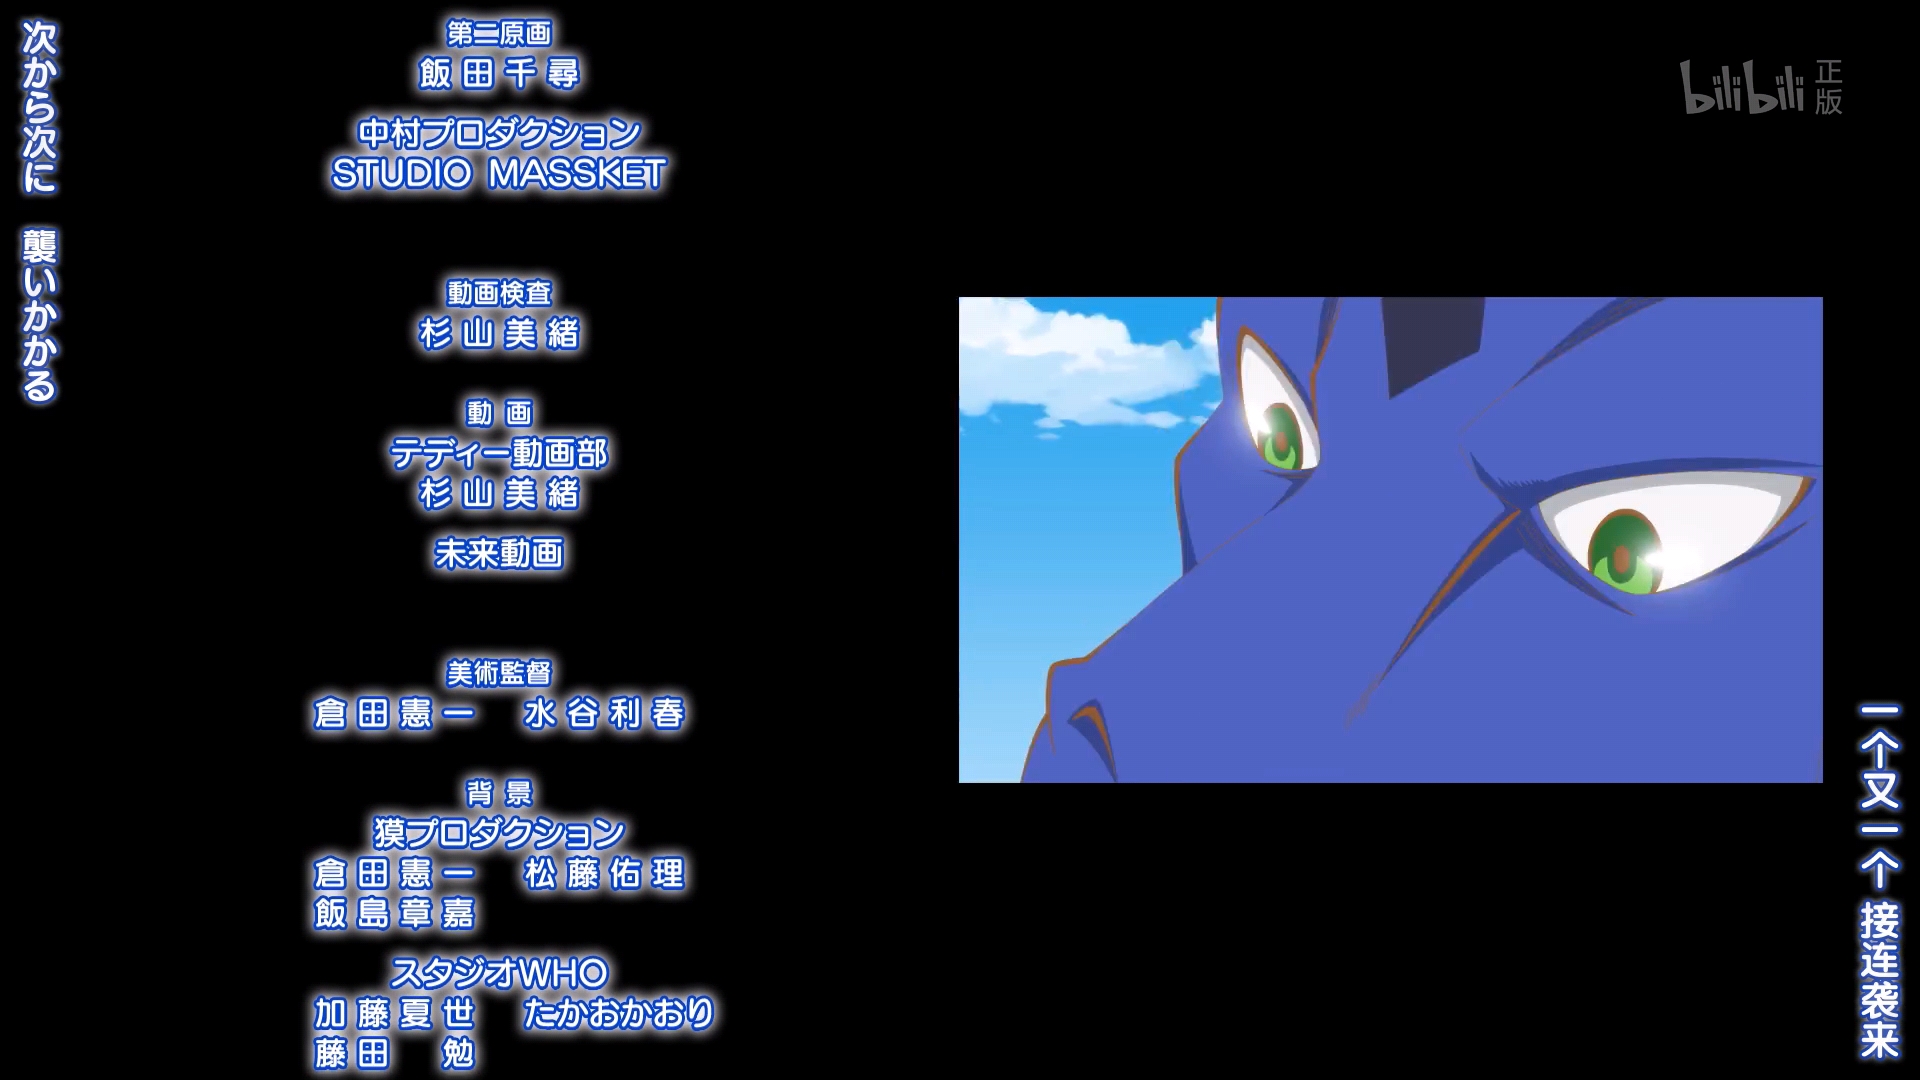 次から次に　襲いかかる
第二原画
飯田千尋
中村プロダクション
STUDIO MASSKET
動画検査
杉山美緒
動画
テディー動画部
杉山美緒
未来動画
美術監督
倉田憲一　水谷利春
背景
獏プロダクション
倉田憲一　松藤佑理
飯島章嘉
スタジオWHO
加藤夏世　たかおかおり
藤田　勉
bilibili 正版
一个又一个 接连袭来